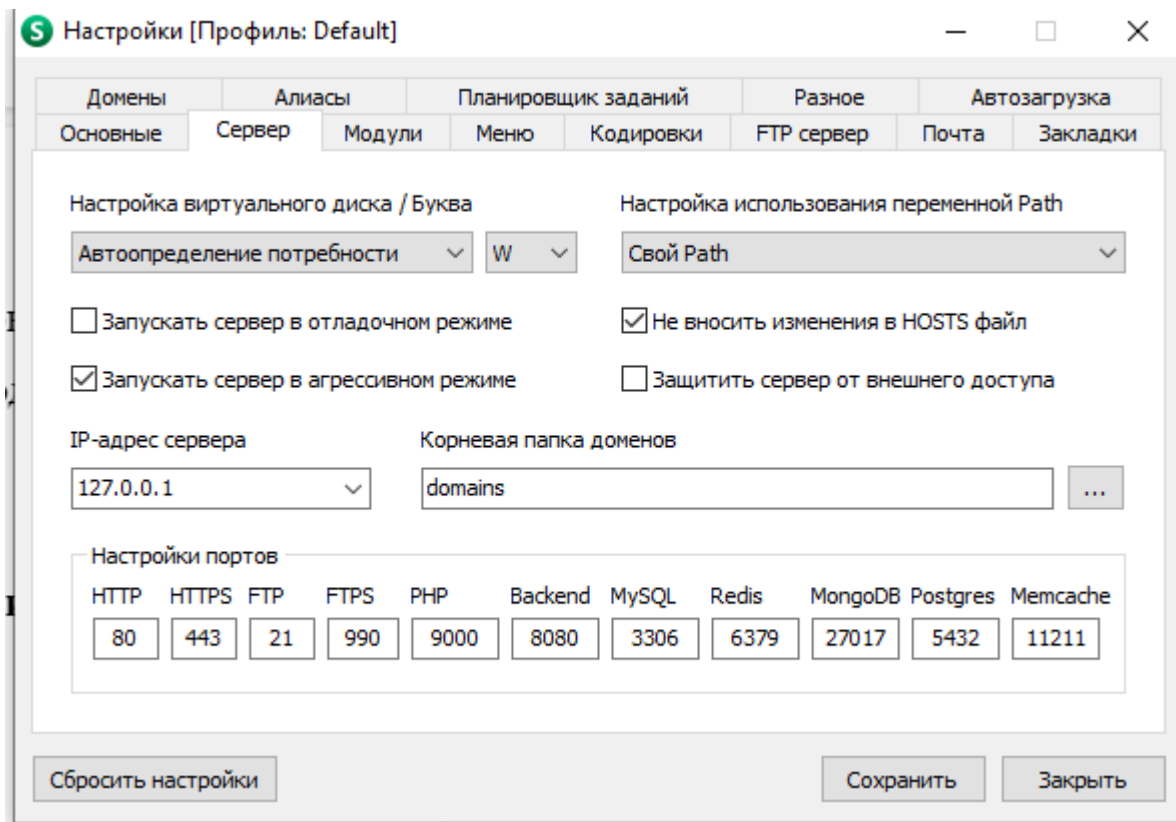 S Настройки [Профиль: Default]
Домены Алиасы Планировщик заданий Разное Автозагрузка
Основные Сервер Модули Меню Кодировки FTP сервер Почта Закладки
Настройка виртуального диска / Буква Настройка использования переменной Path
Автоопределение потребности W Свой Path
Запускать сервер в отладочном режиме Не вносить изменения в HOSTS файл
Запускать сервер в агрессивном режиме Защитить сервер от внешнего доступа
IP-адрес сервера Корневая папка доменов
127.0.0.1 domains ...
Настройки портов
HTTP HTTPS FTP FTPS PHP Backend MySQL Redis MongoDB Postgres Memcache
80 443 21 990 9000 8080 3306 6379 27017 5432 11211
Сбросить настройки Сохранить Закрыть